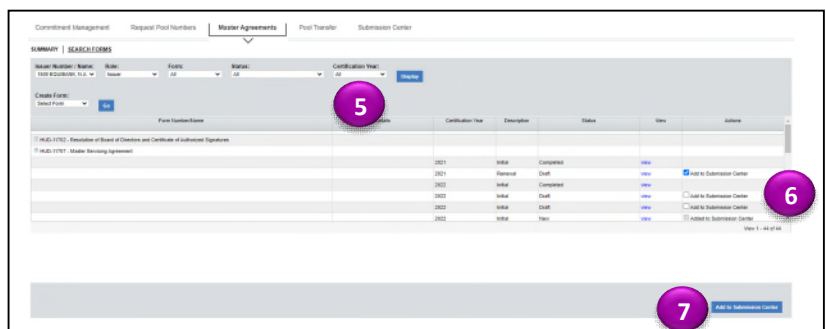 Commitment Management Request Pool Numbers Master Agreements Pool Transfer Submission Center
SUMMARY | SEARCH FORMS
Issuer Number / Name: Role: Form: Status: Certification Year:
Issuer All All All Display
Create Form:
Select Form Go
5
Form Number/Name Certification Year Description Status View Actions
HUD-11702 - Resolution of Board of Directors and Certificate of Authorized Signatures
HUD-11707 - Master Servicing Agreement
2021 Initial Completed View
2021 Renewal Draft View Add to Submission Center
2022 Initial Completed View
2022 Initial Draft View Add to Submission Center
6
2022 Initial Draft View Add to Submission Center
2022 Initial New View Added to Submission Center
View 1 - 44 of 44
7 Add to Submission Center